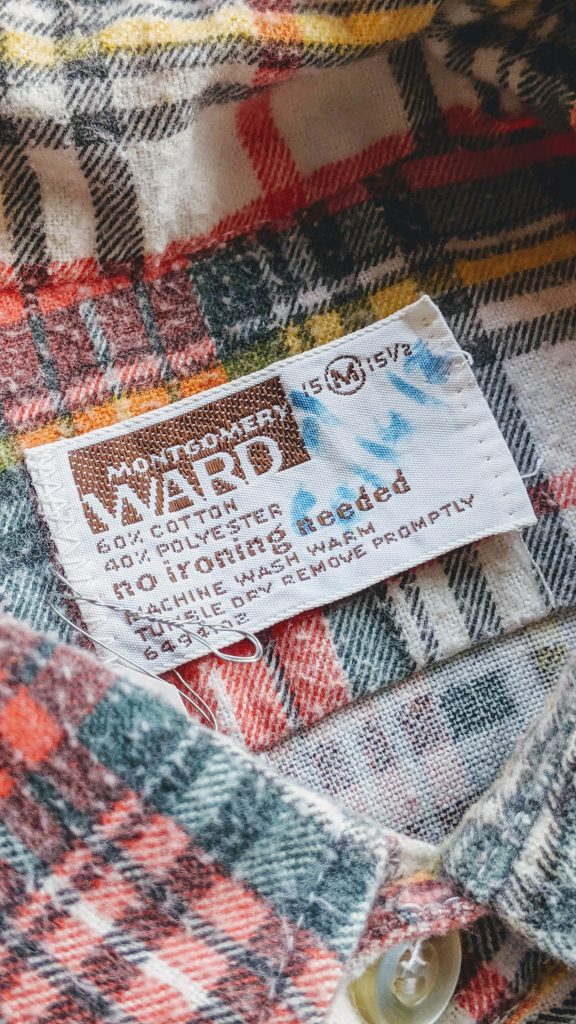 15 M 15½
MONTGOMERY
WARD
60% COTTON
40% POLYESTER
no ironing needed
MACHINE WASH WARM
TUMBLE DRY REMOVE PROMPTLY